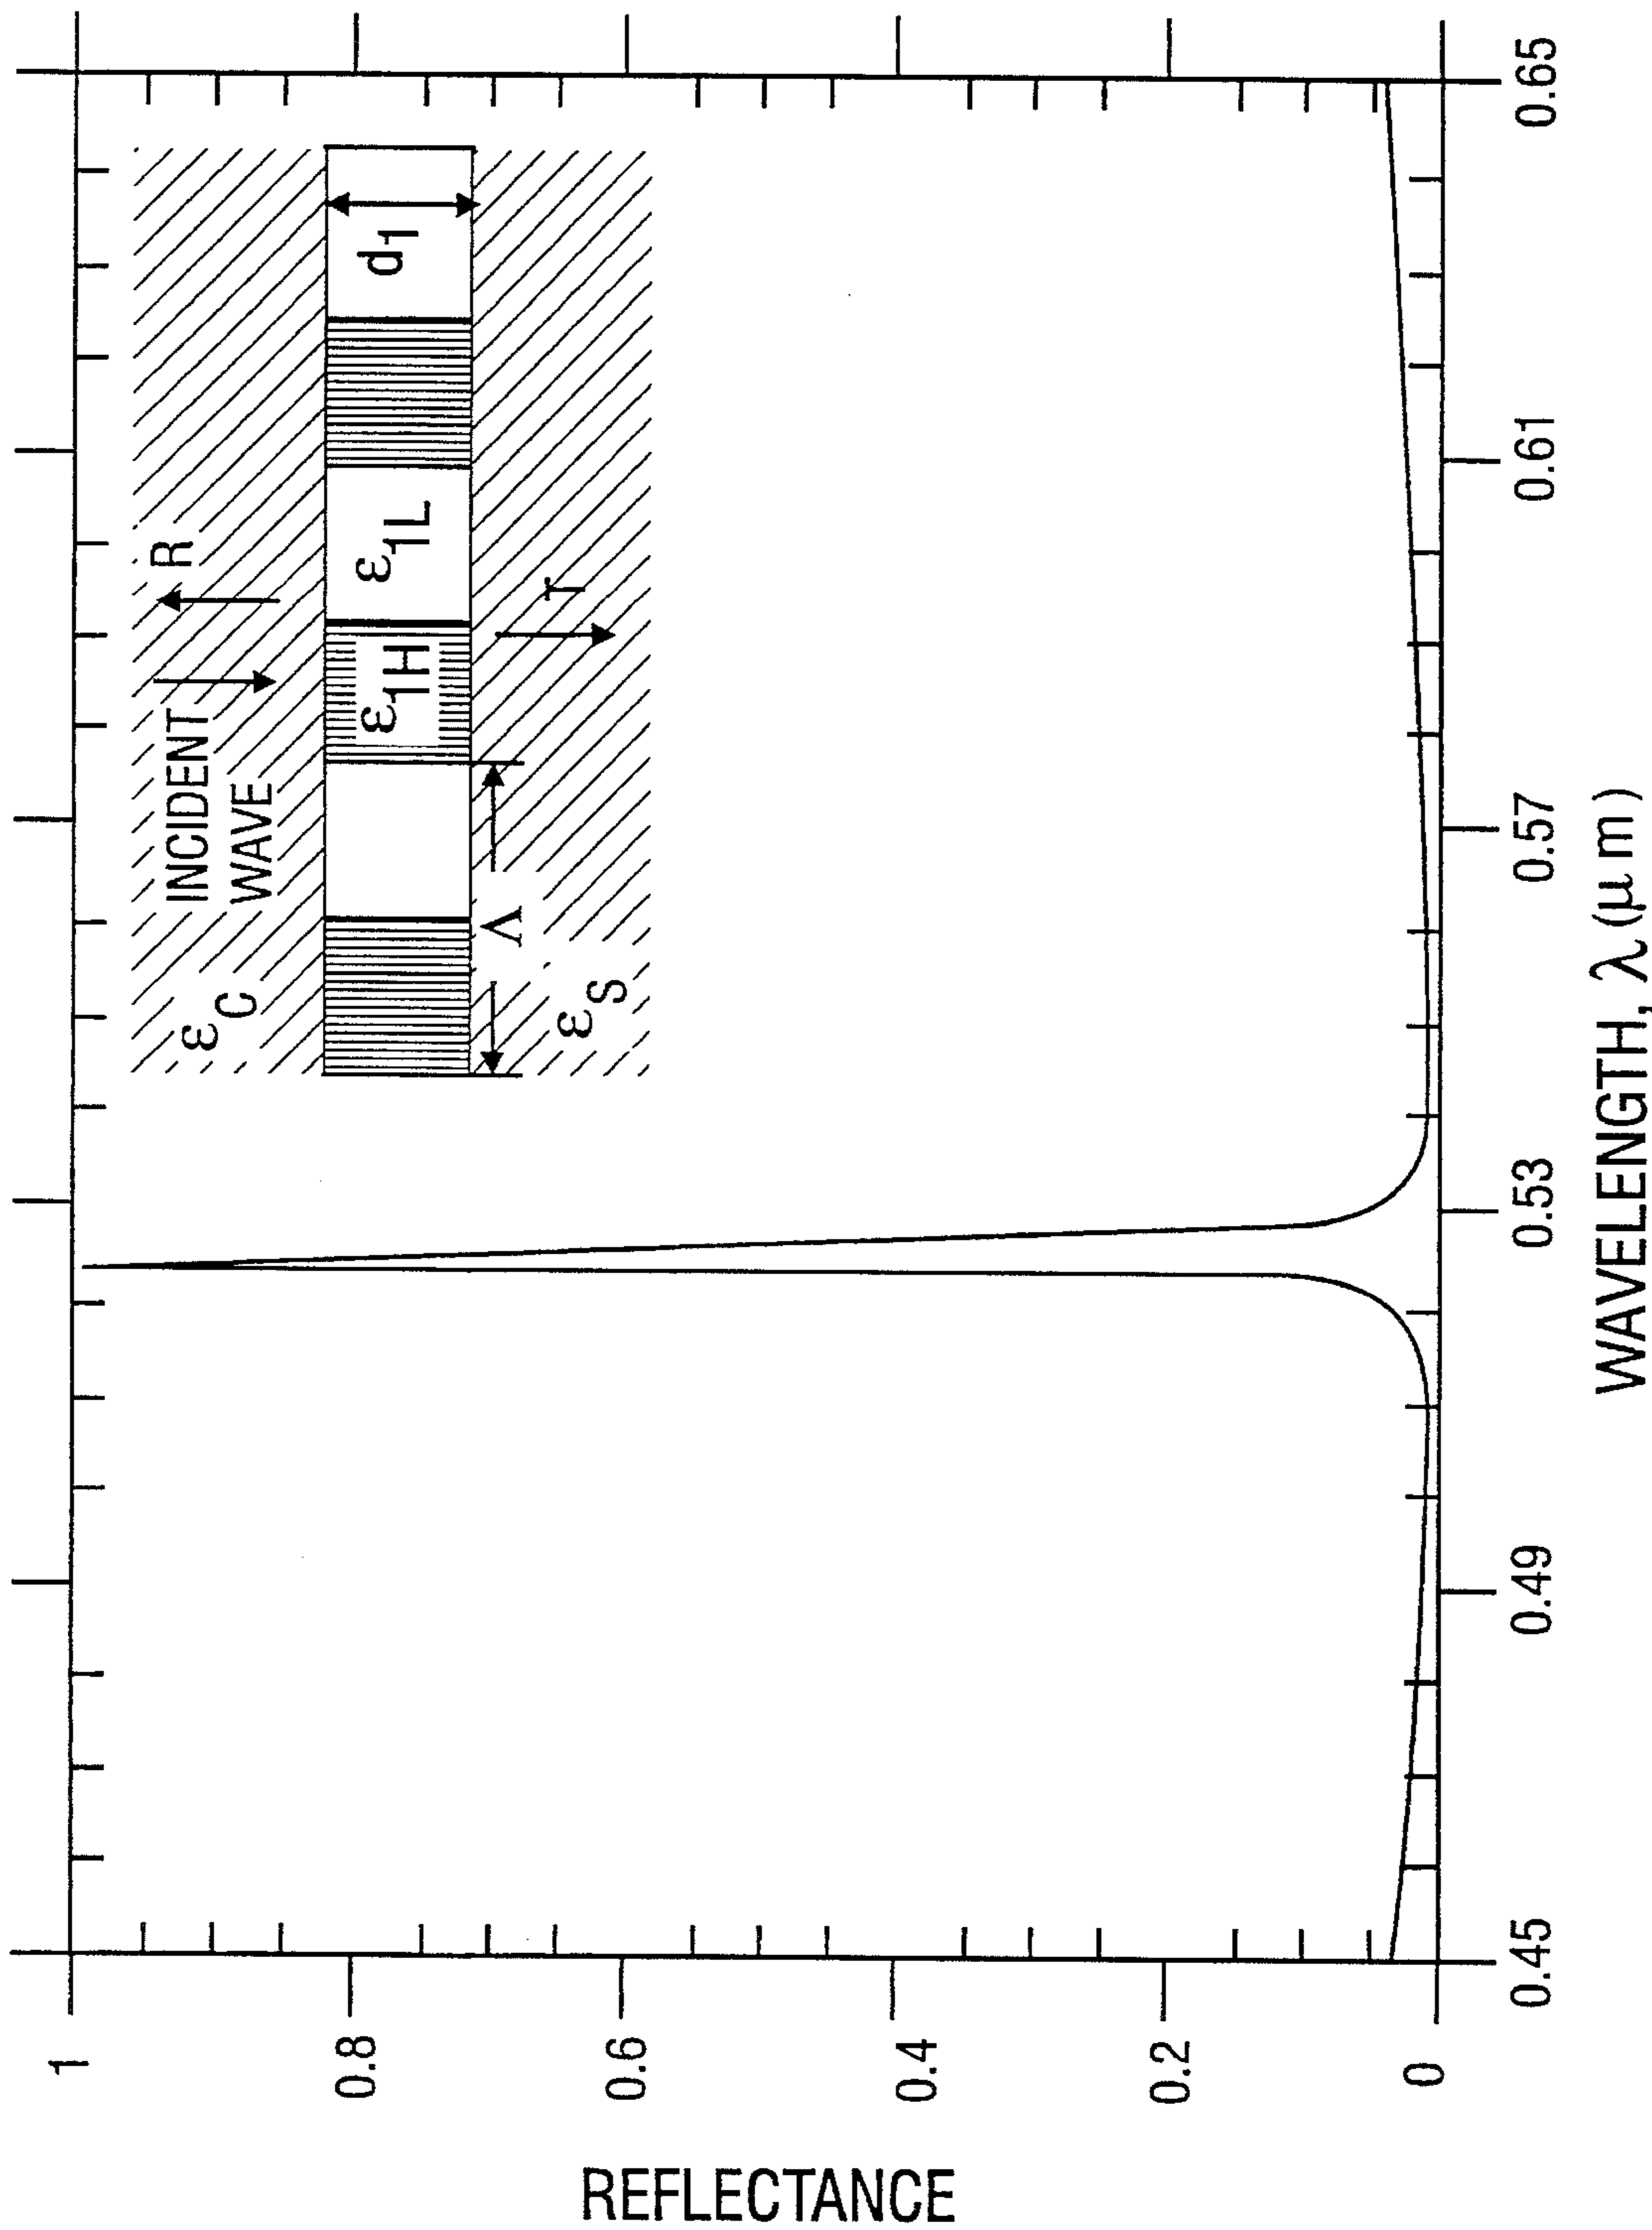 REFLECTANCE
1
0.8
0.6
0.4
0.2
0
0.45
0.49
0.53
0.57
0.61
0.65
WAVELENGTH, λ (μm)
εC
INCIDENT
WAVE
R
ε1H
ε1L
d1
Λ
εS
T